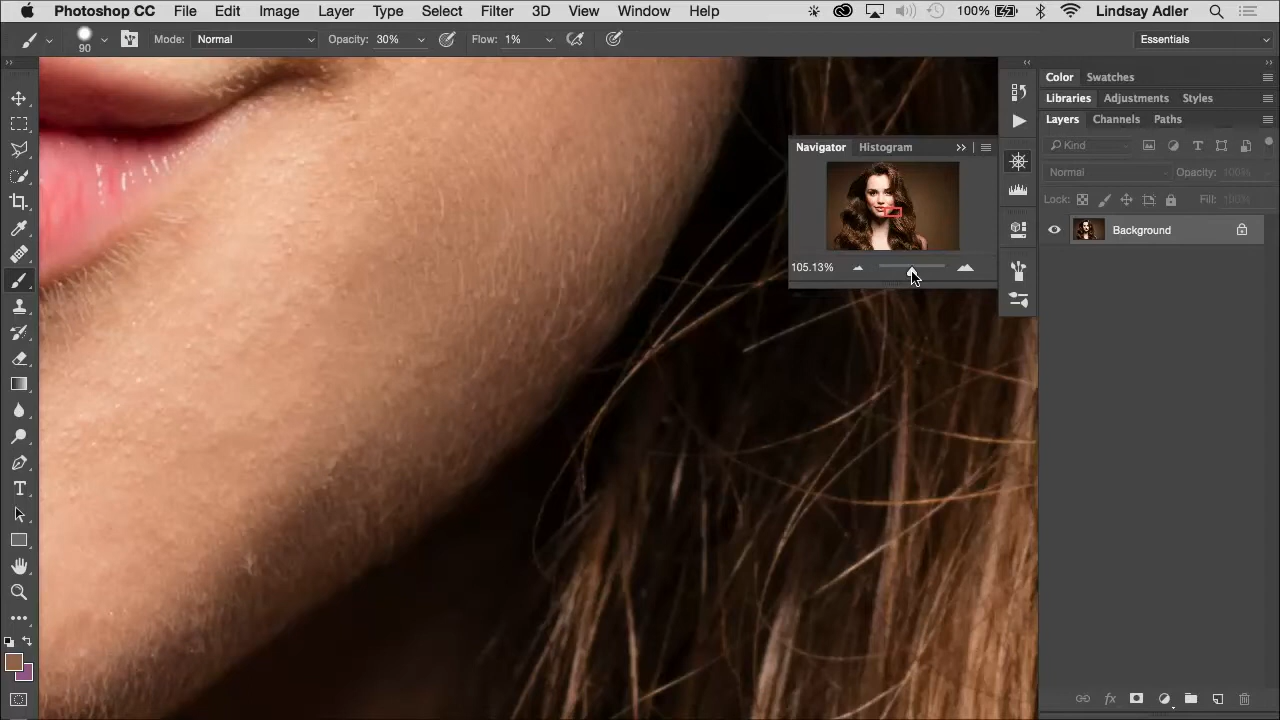 Photoshop CC File Edit Image Layer Type Select Filter 3D View Window Help 100% Lindsay Adler
90 Mode: Normal Opacity: 30% Flow: 1% Essentials
Color Swatches
Libraries Adjustments Styles
Layers Channels Paths
Kind
Normal Opacity: 100%
Lock: Fill: 100%
Background
Navigator Histogram
105.13%